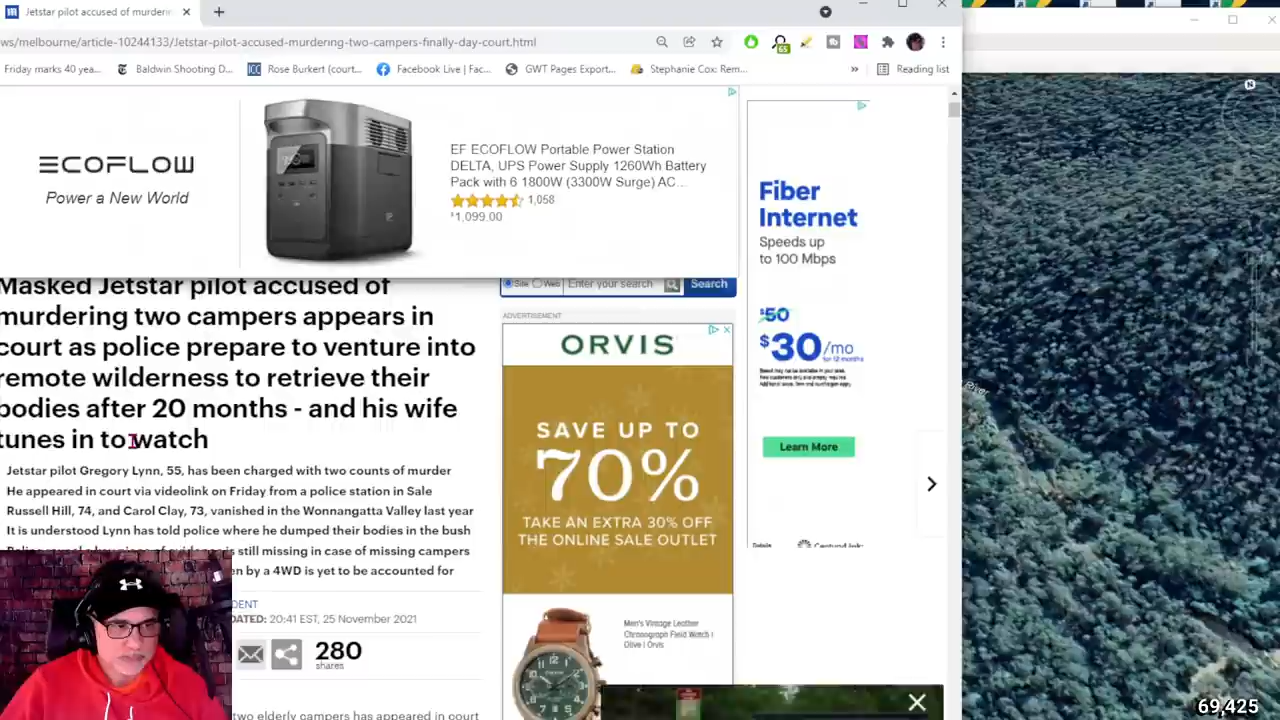 Jetstar pilot accused of murderin
ws/melbourne/article-10244131/Jetstar-pilot-accused-murdering-two-campers-finally-day-court.html
65
Friday marks 40 yea...
Baldwin Shooting D...
Rose Burkert (court...
Facebook Live | Fac...
GWT Pages Export...
Stephanie Cox: Rem...
»
Reading list
ECOFLOW
Power a New World
EF ECOFLOW Portable Power Station
DELTA, UPS Power Supply 1260Wh Battery
Pack with 6 1800W (3300W Surge) AC...
1,058
$1,099.00
Fiber
Internet
Speeds up
to 100 Mbps
$50
$30/mo
for 12 months
Learn More
CenturyLink
Masked Jetstar pilot accused of
murdering two campers appears in
court as police prepare to venture into
remote wilderness to retrieve their
bodies after 20 months - and his wife
tunes in to watch
Site Web Enter your search Search
ADVERTISEMENT
ORVIS
SAVE UP TO
70%
TAKE AN EXTRA 30% OFF
THE ONLINE SALE OUTLET
Men's Vintage Leather
Chronograph Field Watch |
Olive | Orvis
Jetstar pilot Gregory Lynn, 55, has been charged with two counts of murder
He appeared in court via videolink on Friday from a police station in Sale
Russell Hill, 74, and Carol Clay, 73, vanished in the Wonnangatta Valley last year
It is understood Lynn has told police where he dumped their bodies in the bush
is still missing in case of missing campers
en by a 4WD is yet to be accounted for
DENT
DATED: 20:41 EST, 25 November 2021
280
shares
two elderly campers has appeared in court
River
N
69,425